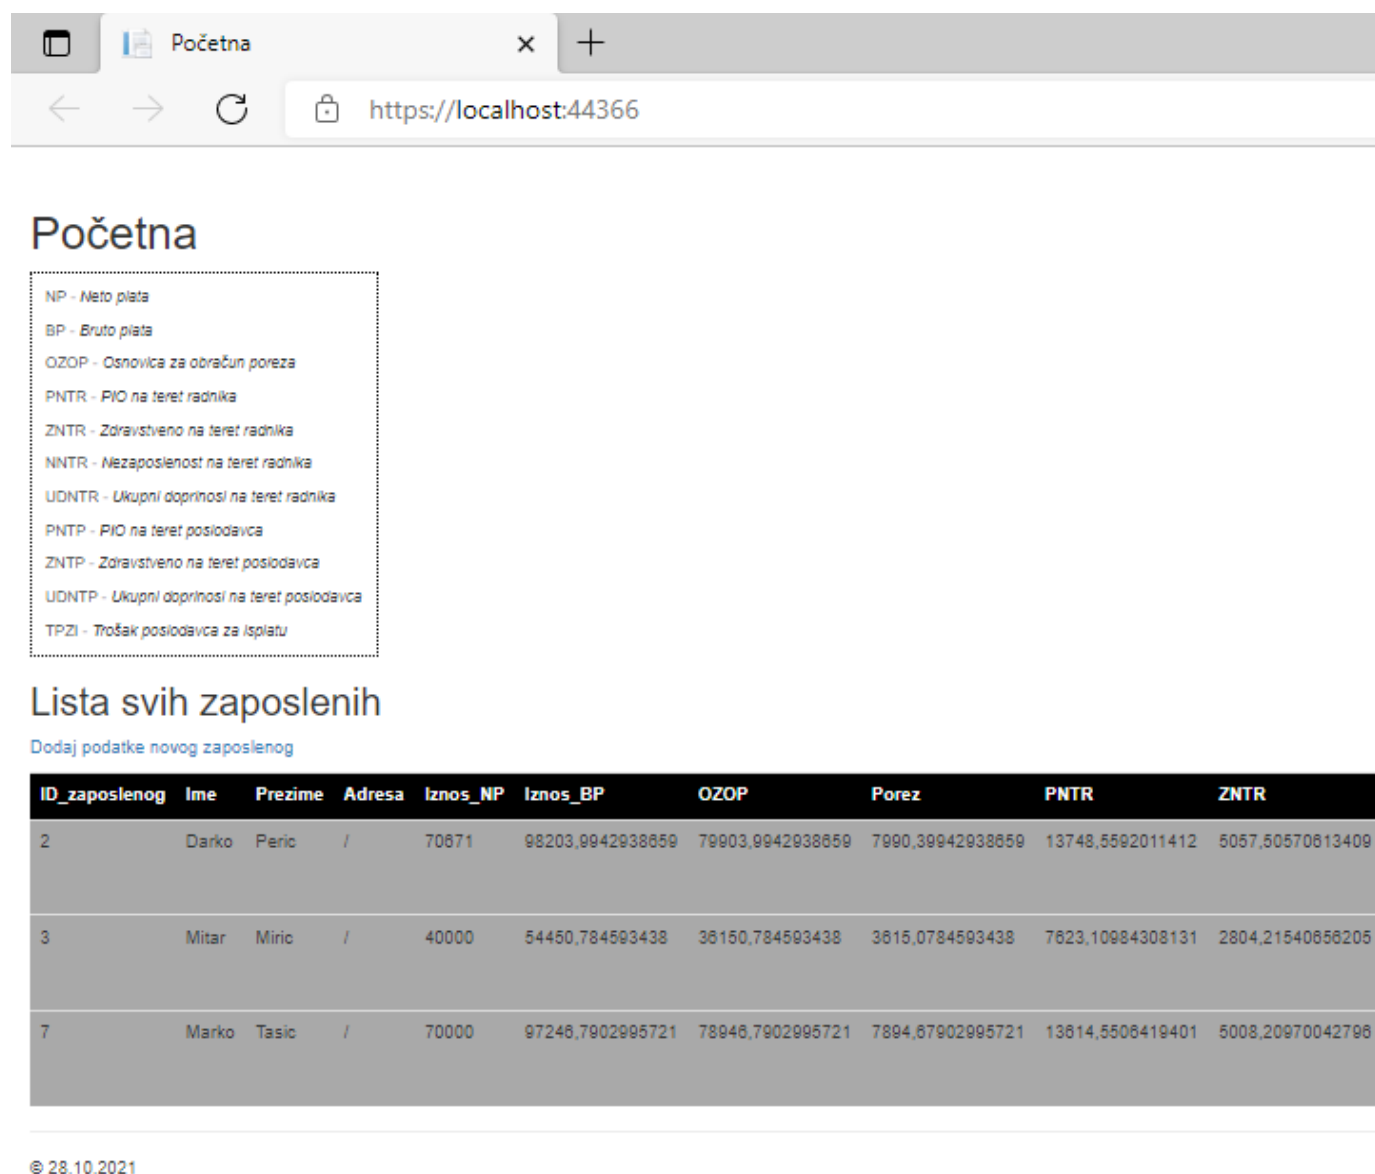 Početna
https://localhost:44366
Početna
NP - Neto plata
BP - Bruto plata
OZOP - Osnovica za obračun poreza
PNTR - PIO na teret radnika
ZNTR - Zdravstveno na teret radnika
NNTR - Nezaposlenost na teret radnika
UDNTR - Ukupni doprinosi na teret radnika
PNTP - PIO na teret poslodavca
ZNTP - Zdravstveno na teret poslodavca
UDNTP - Ukupni doprinosi na teret poslodavca
TPZI - Trošak poslodavca za isplatu
Lista svih zaposlenih
Dodaj podatke novog zaposlenog
ID_zaposlenog Ime Prezime Adresa Iznos_NP Iznos_BP OZOP Porez PNTR ZNTR
2 Darko Peric / 70671 98203,9942938659 79903,9942938659 7990,39942938659 13748,5592011412 5057,50570613409
3 Mitar Miric / 40000 54450,784593438 36150,784593438 3615,0784593438 7623,10984308131 2804,21540656205
7 Marko Tasic / 70000 97246,7902995721 78946,7902995721 7894,67902995721 13614,5506419401 5008,20970042796
© 28.10.2021